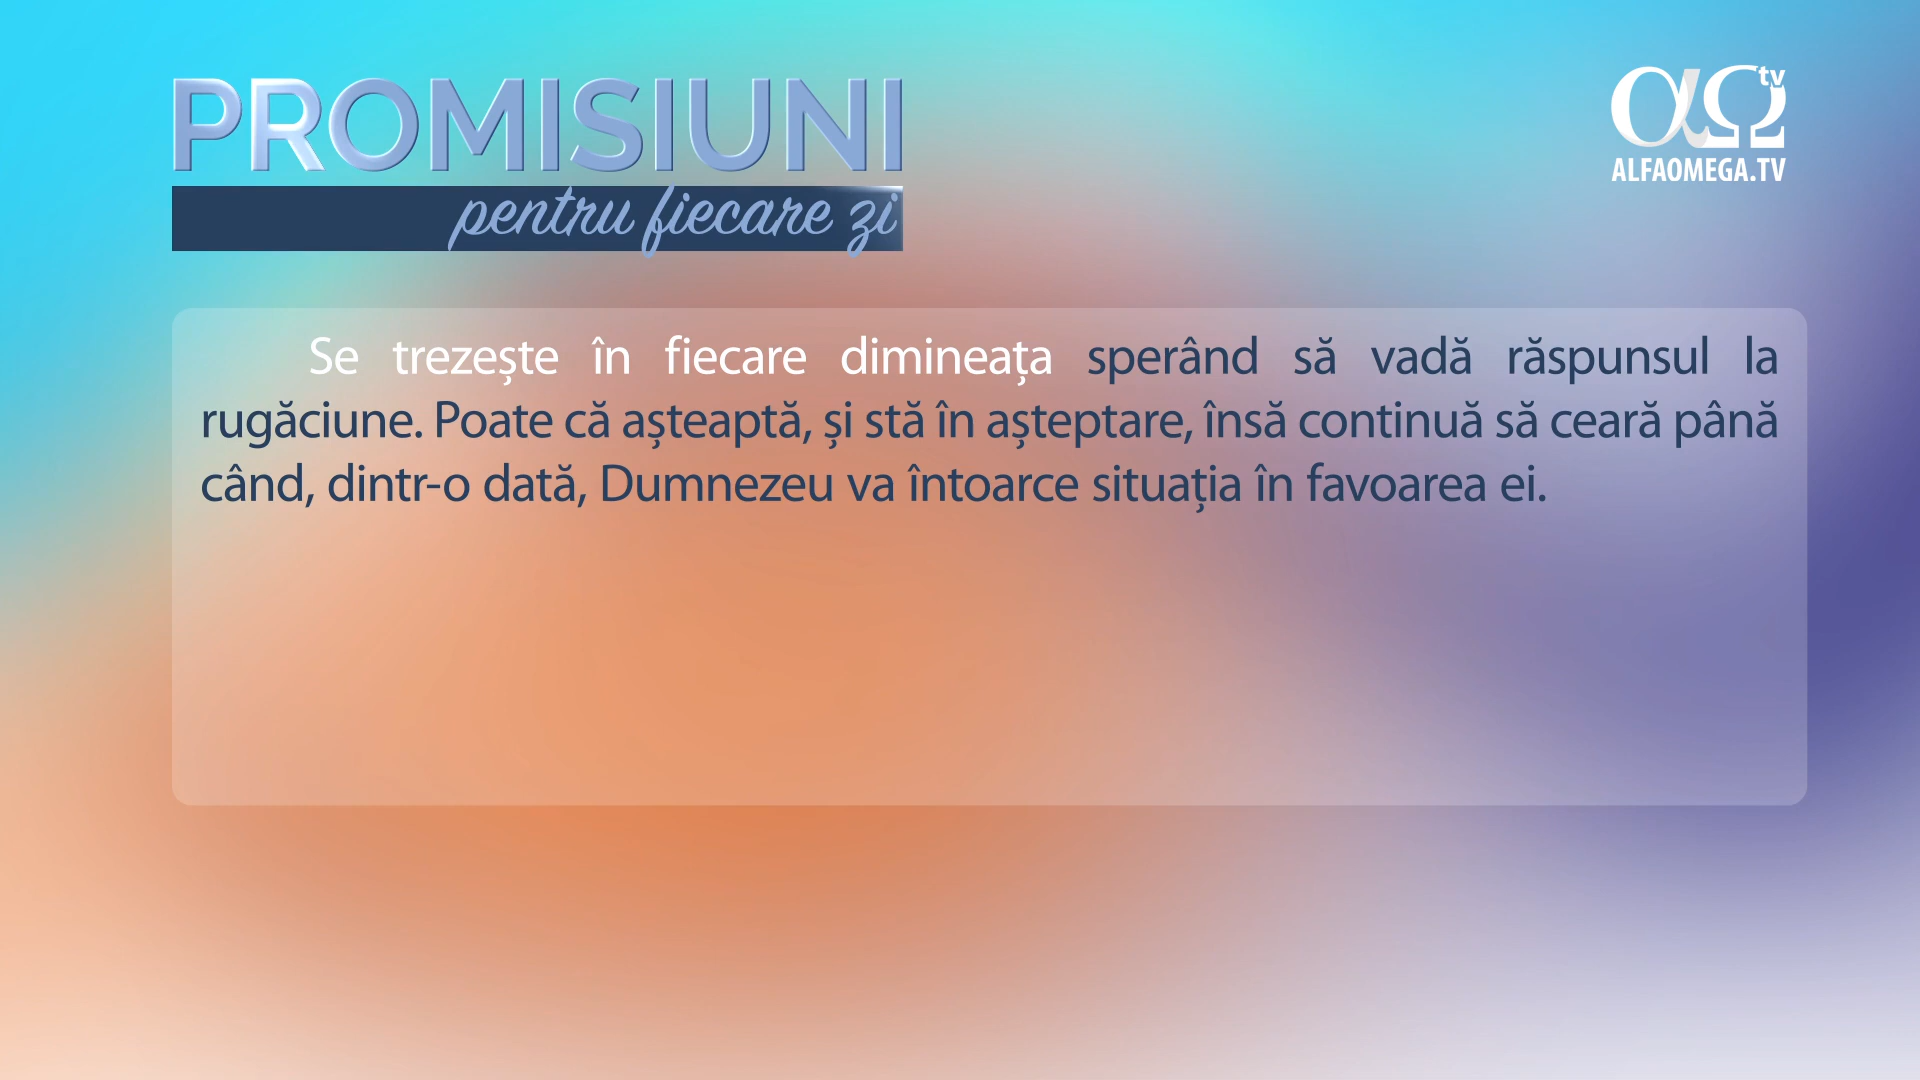 PROMISIUNI
pentru fiecare zi
tv
αΩ
ALFAOMEGA.TV
Se trezește în fiecare dimineața sperând să vadă răspunsul la
rugăciune. Poate că așteaptă, și stă în așteptare, însă continuă să ceară până
când, dintr-o dată, Dumnezeu va întoarce situația în favoarea ei.